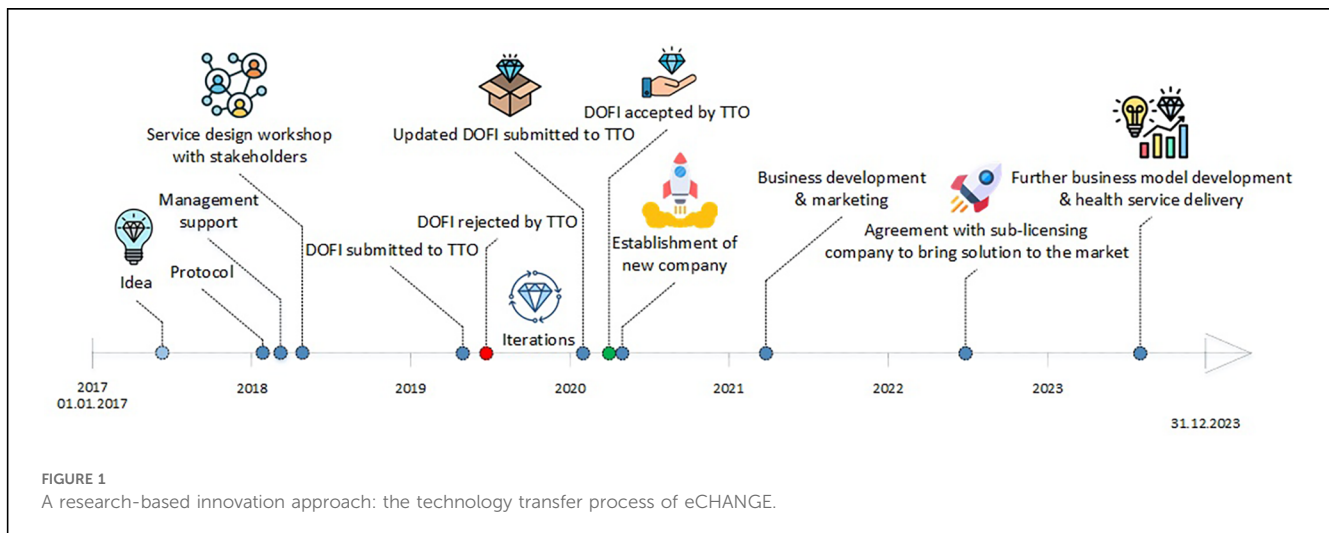 Service design workshop
with stakeholders
Management
support
Protocol
Idea
Updated DOFI submitted to TTO
DOFI accepted by TTO
DOFI submitted to TTO
DOFI rejected by TTO
Iterations
Establishment of
new company
Business development
& marketing
Agreement with sub-licensing
company to bring solution to the market
Further business model development
& health service delivery
2017
01.01.2017
2018
2019
2020
2021
2022
2023
31.12.2023
FIGURE 1
A research-based innovation approach: the technology transfer process of eCHANGE.